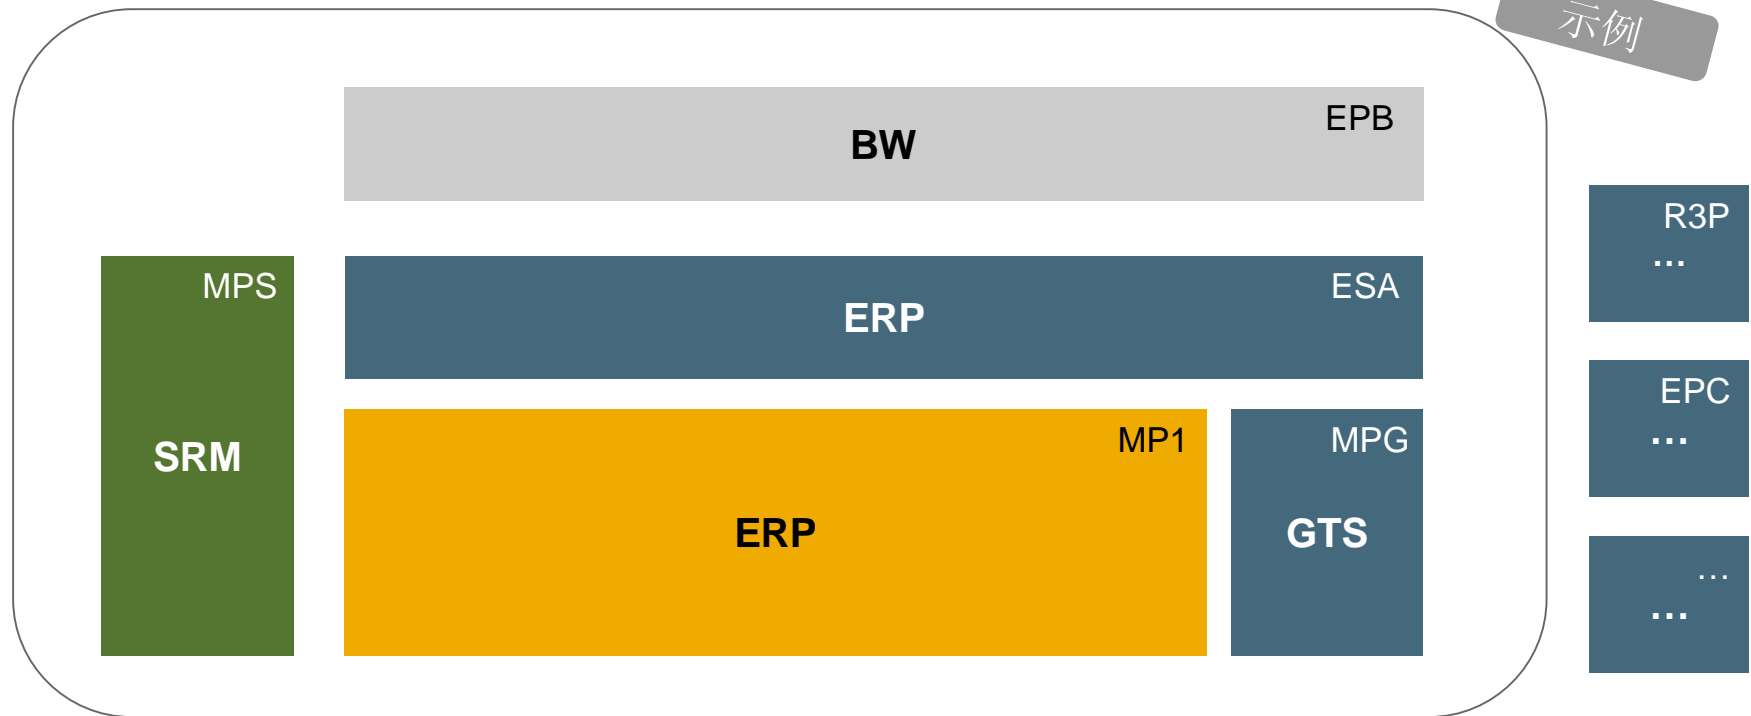 示例
EPB
BW
R3P
...
MPS
ESA
ERP
EPC
...
SRM
MP1
ERP
MPG
GTS
...
...